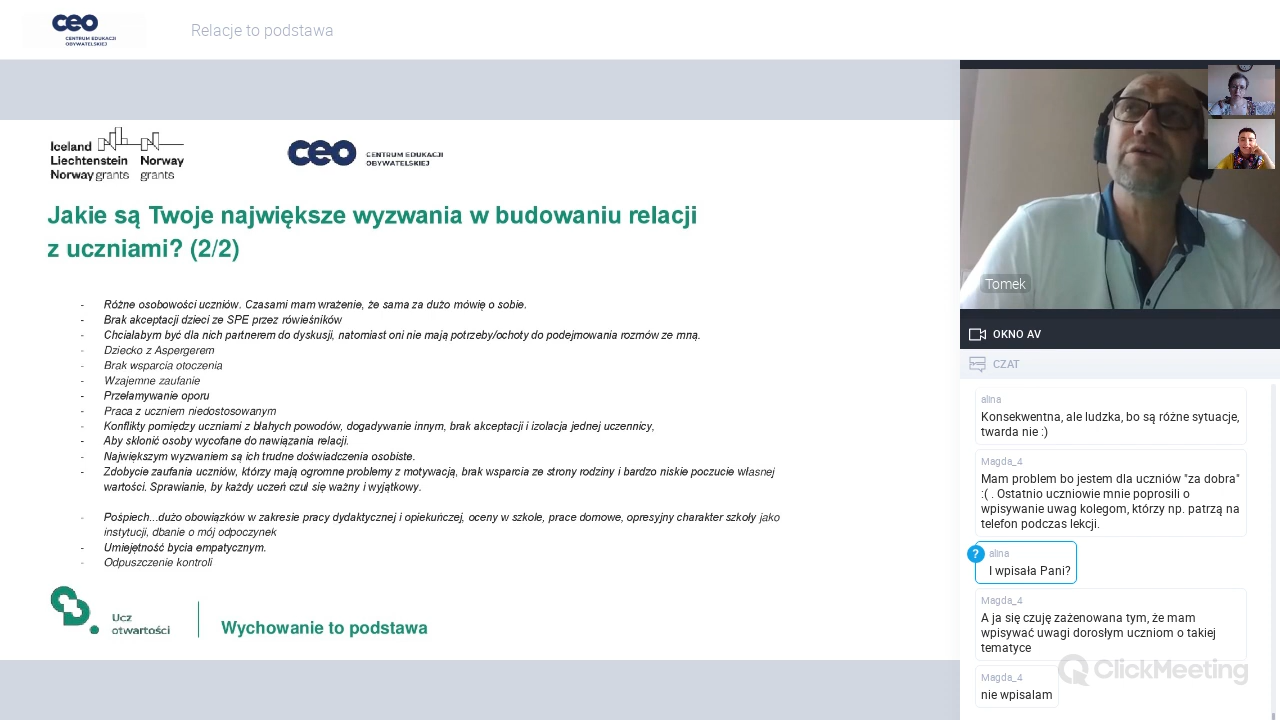 ceo
CENTRUM EDUKACJI
OBYWATELSKIEJ
Relacje to podstawa
Iceland
Liechtenstein Norway
Norway grants grants
ceo CENTRUM EDUKACJI
OBYWATELSKIEJ
Jakie są Twoje największe wyzwania w budowaniu relacji
z uczniami? (2/2)
- Różne osobowości uczniów. Czasami mam wrażenie, że sama za dużo mówię o sobie.
- Brak akceptacji dzieci ze SPE przez rówieśników
- Chciałabym być dla nich partnerem do dyskusji, natomiast oni nie mają potrzeby/ochoty do podejmowania rozmów ze mną.
- Dziecko z Aspergerem
- Brak wsparcia otoczenia
- Wzajemne zaufanie
- Przełamywanie oporu
- Praca z uczniem niedostosowanym
- Konflikty pomiędzy uczniami z błahych powodów, dogadywanie innym, brak akceptacji i izolacja jednej uczennicy,
- Aby skłonić osoby wycofane do nawiązania relacji.
- Największym wyzwaniem są ich trudne doświadczenia osobiste.
- Zdobycie zaufania uczniów, którzy mają ogromne problemy z motywacją, brak wsparcia ze strony rodziny i bardzo niskie poczucie własnej
wartości. Sprawianie, by każdy uczeń czuł się ważny i wyjątkowy.
- Pośpiech...dużo obowiązków w zakresie pracy dydaktycznej i opiekuńczej, oceny w szkole, prace domowe, opresyjny charakter szkoły jako
instytucji, dbanie o mój odpoczynek
- Umiejętność bycia empatycznym.
- Odpuszczenie kontroli
Ucz
otwartości
Wychowanie to podstawa
Tomek
OKNO AV
CZAT
alina
Konsekwentna, ale ludzka, bo są różne sytuacje,
twarda nie :)
Magda_4
Mam problem bo jestem dla uczniów "za dobra"
:( . Ostatnio uczniowie mnie poprosili o
wpisywanie uwag kolegom, którzy np. patrzą na
telefon podczas lekcji.
?
alina
I wpisała Pani?
Magda_4
A ja się czuję zażenowana tym, że mam
wpisywać uwagi dorosłym uczniom o takiej
tematyce
ClickMeeting
Magda_4
nie wpisalam